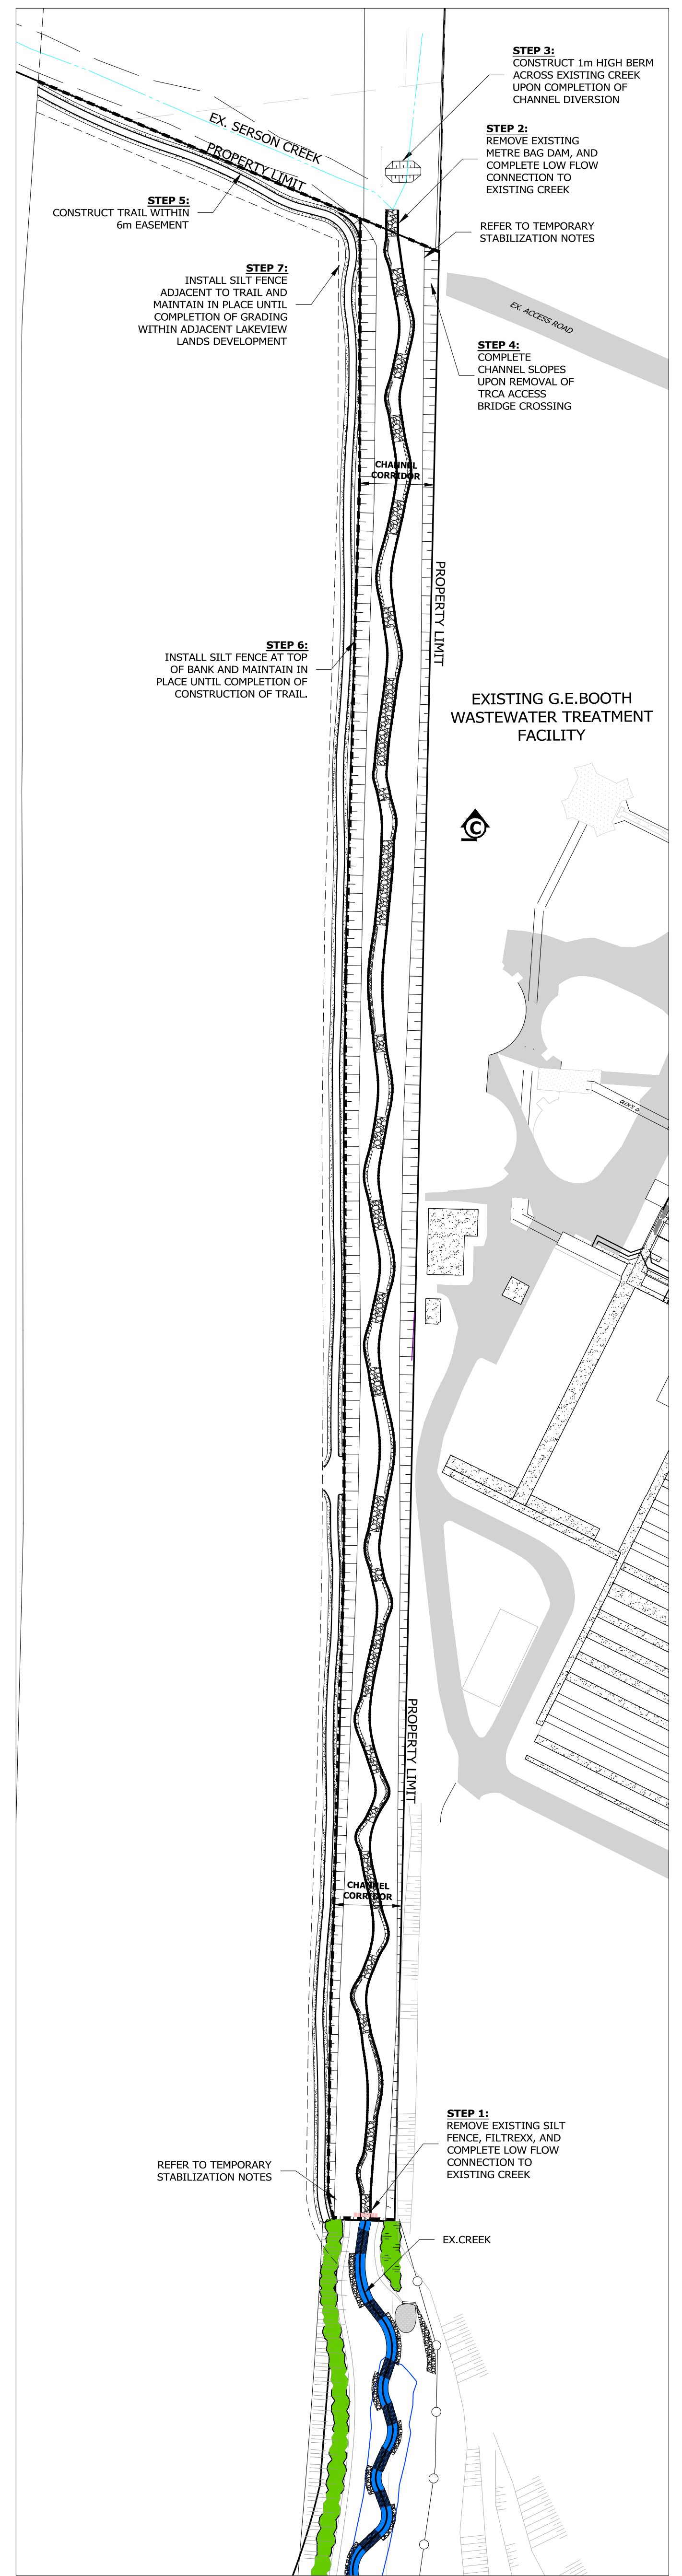 STEP 3:
CONSTRUCT 1m HIGH BERM
ACROSS EXISTING CREEK
UPON COMPLETION OF
CHANNEL DIVERSION
EX. SERSON CREEK
PROPERTY LIMIT
STEP 2:
REMOVE EXISTING
METRE BAG DAM, AND
COMPLETE LOW FLOW
CONNECTION TO
EXISTING CREEK
STEP 5:
CONSTRUCT TRAIL WITHIN
6m EASEMENT
REFER TO TEMPORARY
STABILIZATION NOTES
STEP 7:
INSTALL SILT FENCE
ADJACENT TO TRAIL AND
MAINTAIN IN PLACE UNTIL
COMPLETION OF GRADING
WITHIN ADJACENT LAKEVIEW
LANDS DEVELOPMENT
EX. ACCESS ROAD
STEP 4:
COMPLETE
CHANNEL SLOPES
UPON REMOVAL OF
TRCA ACCESS
BRIDGE CROSSING
CHANNEL
CORRIDOR
PROPERTY LIMIT
STEP 6:
INSTALL SILT FENCE AT TOP
OF BANK AND MAINTAIN IN
PLACE UNTIL COMPLETION OF
CONSTRUCTION OF TRAIL.
EXISTING G.E.BOOTH
WASTEWATER TREATMENT
FACILITY
C
PROPERTY LIMIT
CHANNEL
CORRIDOR
STEP 1:
REMOVE EXISTING SILT
FENCE, FILTREXX, AND
COMPLETE LOW FLOW
CONNECTION TO
EXISTING CREEK
REFER TO TEMPORARY
STABILIZATION NOTES
EX.CREEK